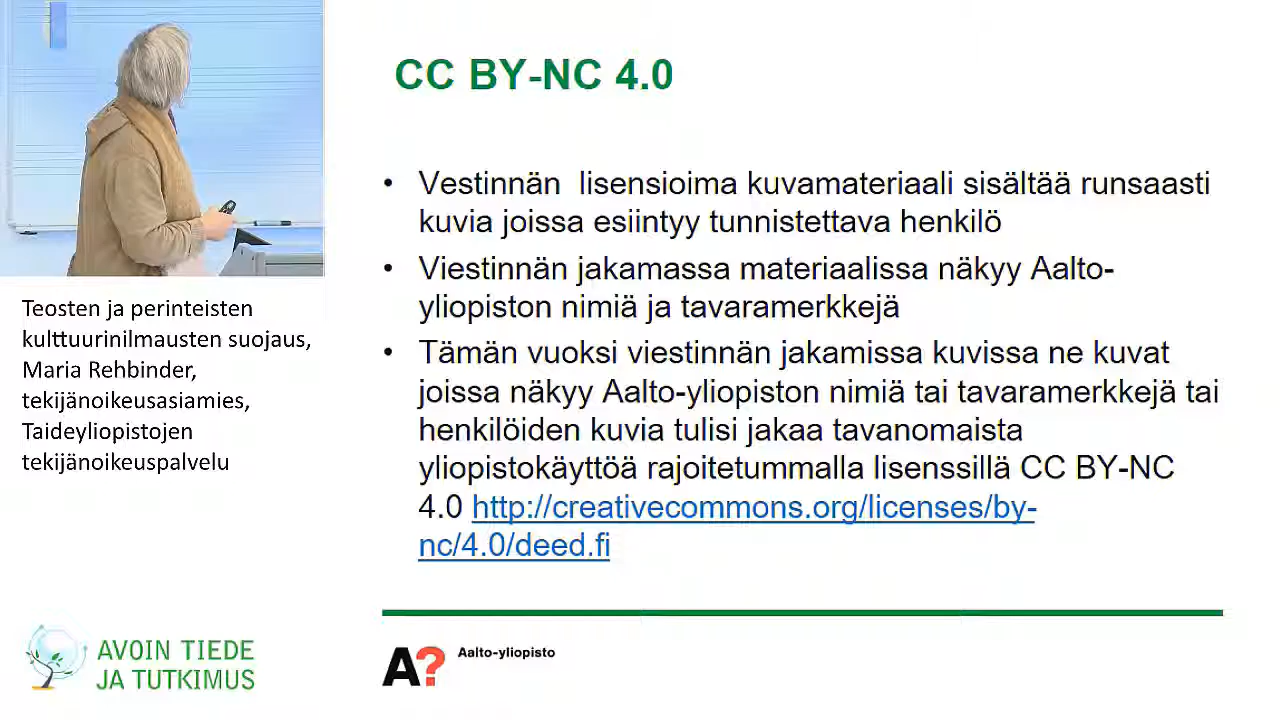 CC BY-NC 4.0
• Vestinnän lisensioima kuvamateriaali sisältää runsaasti
kuvia joissa esiintyy tunnistettava henkilö
• Viestinnän jakamassa materiaalissa näkyy Aalto-
yliopiston nimiä ja tavaramerkkejä
• Tämän vuoksi viestinnän jakamissa kuvissa ne kuvat
joissa näkyy Aalto-yliopiston nimiä tai tavaramerkkejä tai
henkilöiden kuvia tulisi jakaa tavanomaista
yliopistokäyttöä rajoitetummalla lisenssillä CC BY-NC
4.0 http://creativecommons.org/licenses/by-
nc/4.0/deed.fi
Teosten ja perinteisten
kulttuurinilmausten suojaus,
Maria Rehbinder,
tekijänoikeusasiamies,
Taideyliopistojen
tekijänoikeuspalvelu
AVOIN TIEDE
JA TUTKIMUS
A?
Aalto-yliopisto